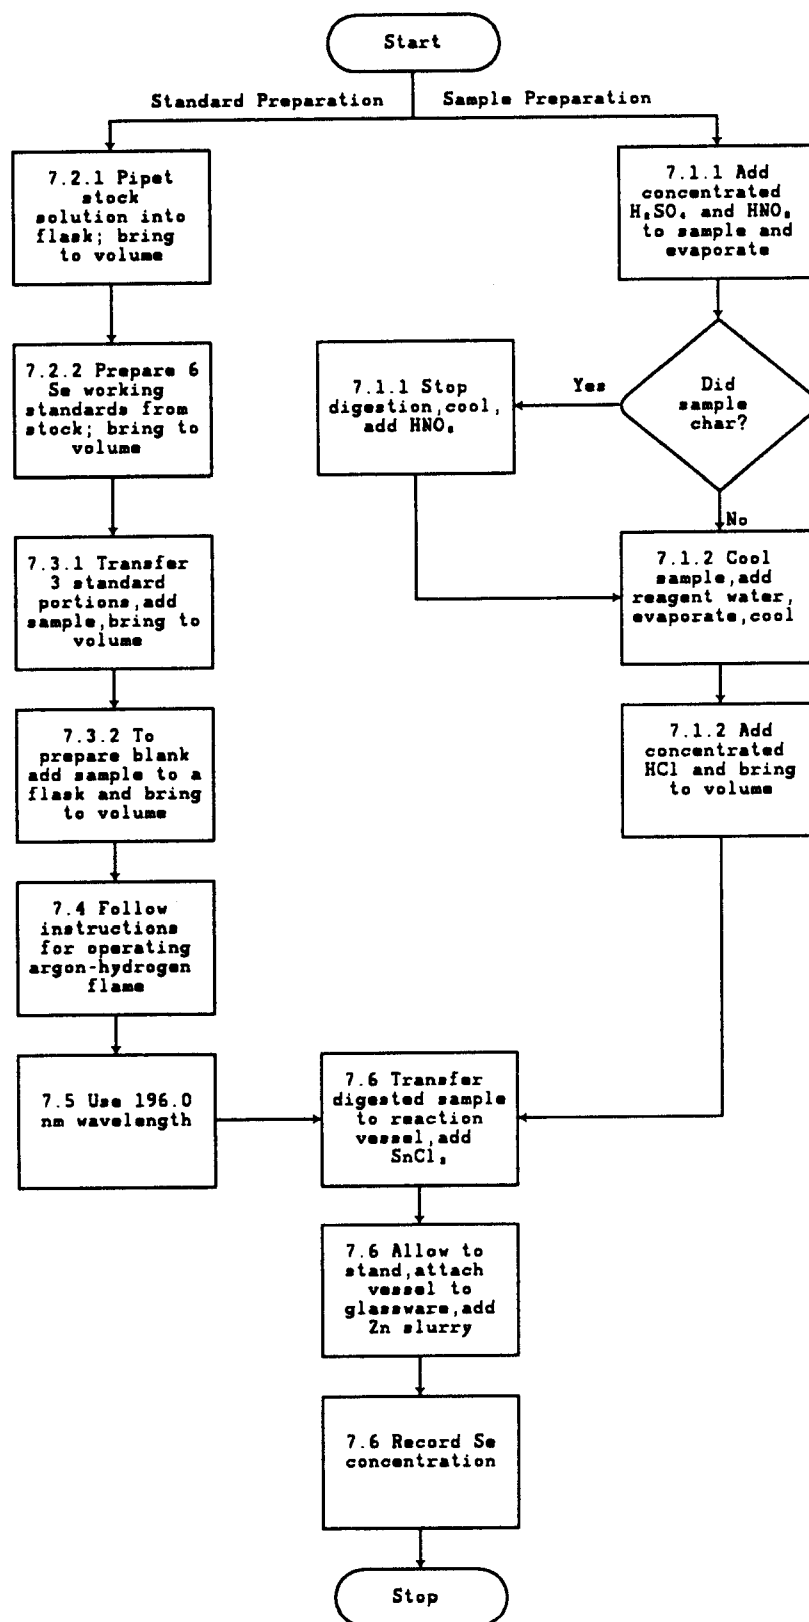 Start
Standard Preparation
Sample Preparation
7.2.1 Pipet
stock
solution into
flask; bring
to volume
7.2.2 Prepare 6
Se working
standards from
stock; bring to
volume
7.3.1 Transfer
3 standard
portions,add
sample,bring to
volume
7.3.2 To
prepare blank
add sample to a
flask and bring
to volume
7.4 Follow
instructions
for operating
argon-hydrogen
flame
7.5 Use 196.0
nm wavelength
7.1.1 Add
concentrated
H₂SO₄ and HNO₃
to sample and
evaporate
Did
sample
char?
Yes
7.1.1 Stop
digestion,cool,
add HNO₃
No
7.1.2 Cool
sample,add
reagent water,
evaporate,cool
7.1.2 Add
concentrated
HCl and bring
to volume
7.6 Transfer
digested sample
to reaction
vessel,add
SnCl₂
7.6 Allow to
stand,attach
vessel to
glassware,add
Zn slurry
7.6 Record Se
concentration
Stop